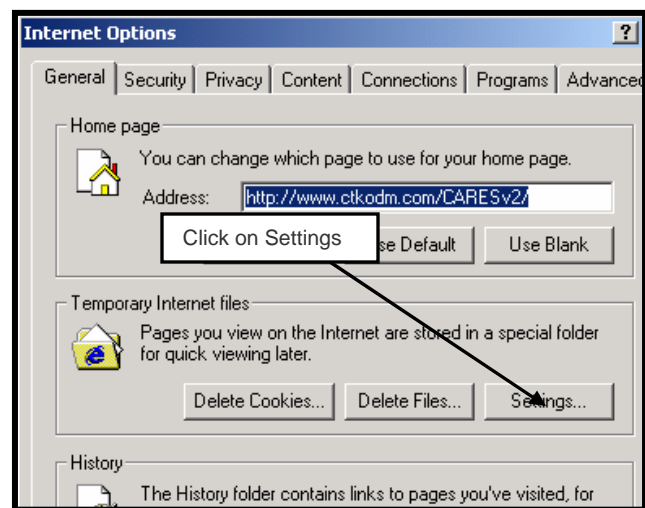 Internet Options ?
General Security Privacy Content Connections Programs Advanced
Home page
You can change which page to use for your home page.
Address: http://www.ctkodm.com/CARESv2/
Click on Settings
Default Use Blank
Temporary Internet files
Pages you view on the Internet are stored in a special folder
for quick viewing later.
Delete Cookies... Delete Files... Settings...
History
The History folder contains links to pages you've visited, for